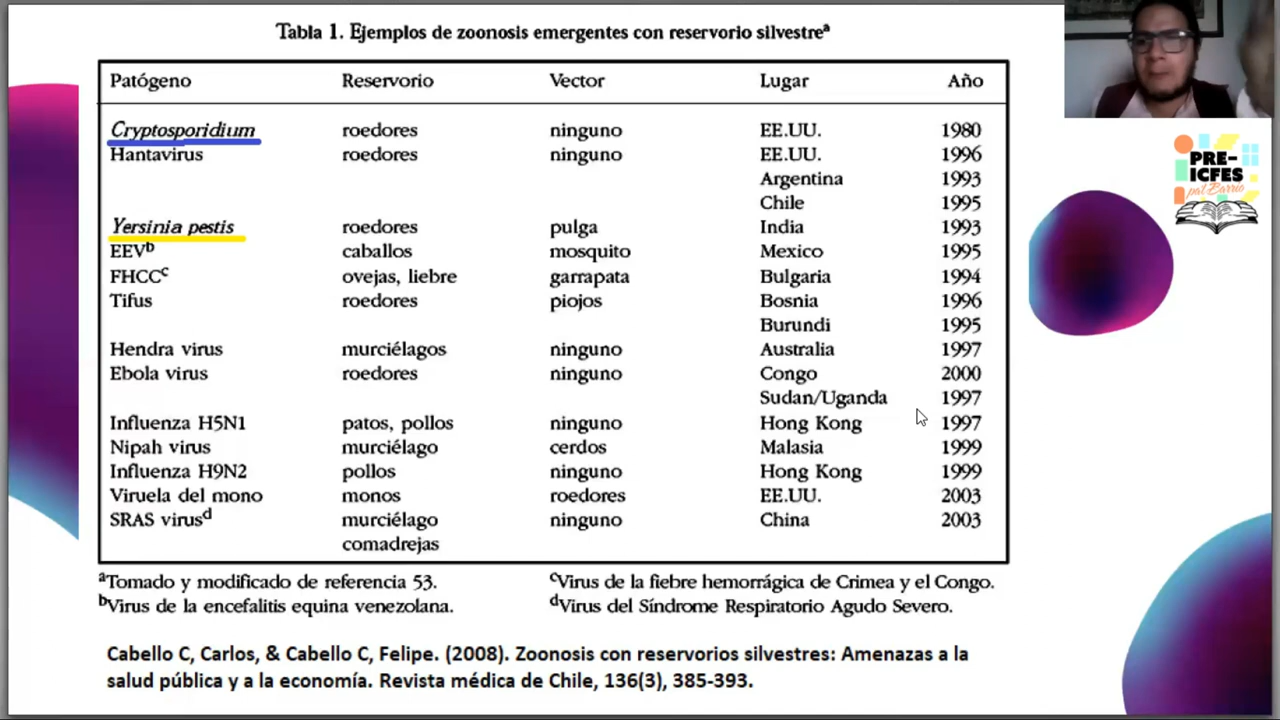 Tabla 1. Ejemplos de zoonosis emergentes con reservorio silvestreª
Patógeno Reservorio Vector Lugar Año
Cryptosporidium roedores ninguno EE.UU. 1980
Hantavirus roedores ninguno EE.UU. 1996
Argentina 1993
Chile 1995
Yersinia pestis roedores pulga India 1993
EEVb caballos mosquito Mexico 1995
FHCCc ovejas, liebre garrapata Bulgaria 1994
Tifus roedores piojos Bosnia 1996
Burundi 1995
Hendra virus murciélagos ninguno Australia 1997
Ebola virus roedores ninguno Congo 2000
Sudan/Uganda 1997
Influenza H5N1 patos, pollos ninguno Hong Kong 1997
Nipah virus murciélago cerdos Malasia 1999
Influenza H9N2 pollos ninguno Hong Kong 1999
Viruela del mono monos roedores EE.UU. 2003
SRAS virusd murciélago ninguno China 2003
comadrejas
aTomado y modificado de referencia 53. cVirus de la fiebre hemorrágica de Crimea y el Congo.
bVirus de la encefalitis equina venezolana. dVirus del Síndrome Respiratorio Agudo Severo.
Cabello C, Carlos, & Cabello C, Felipe. (2008). Zoonosis con reservorios silvestres: Amenazas a la
salud pública y a la economía. Revista médica de Chile, 136(3), 385-393.
PRE-
ICFES
pal Barrio